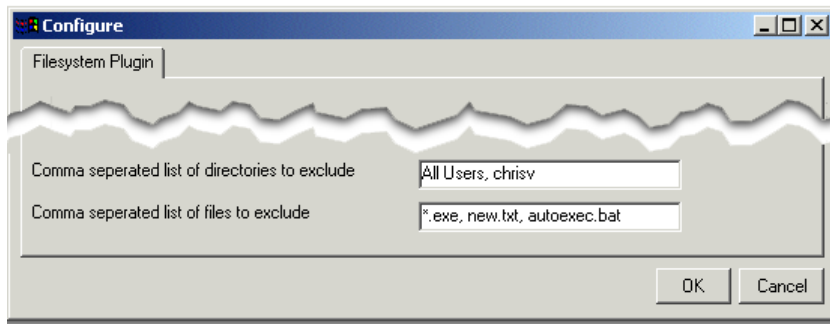 Configure
Filesystem Plugin
Comma seperated list of directories to exclude
All Users, chrisv
Comma seperated list of files to exclude
*.exe, new.txt, autoexec.bat
OK
Cancel